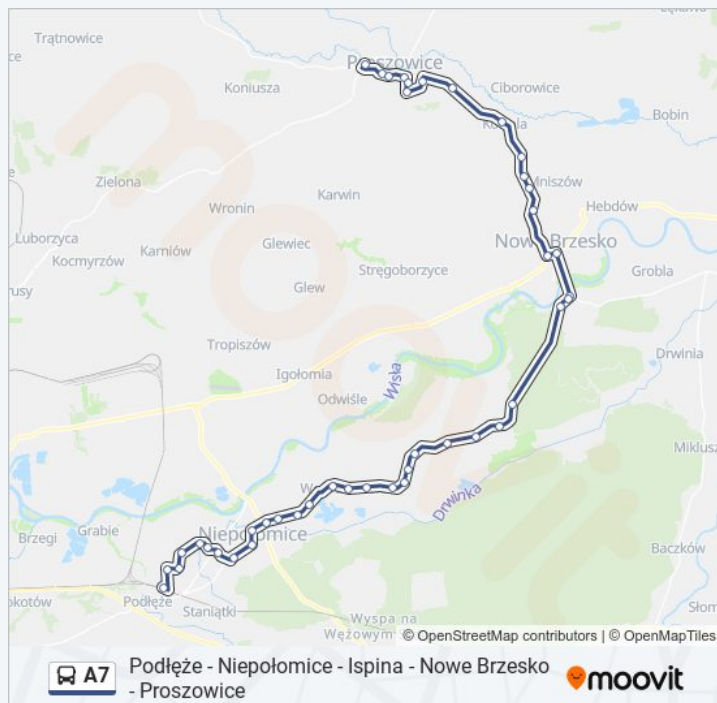 Trątnowice
Proszowice
Koniusza
Ciborowice
Bobin
Zielona
Karwin
Mniszów
Wronin
Hebdów
Luborzyca
Glewiec
Nowe Brzesko
Karniów
Kocmyrzów
Stręgoborzyce
Grobla
Glew
Drwinia
Tropiszów
Igołomia
Wisła
Odwiśle
Drwinka
Grabie
Niepołomice
Brzegi
Baczków
Podłęże
Staniątki
Wyspa na
Wężowym
© OpenStreetMap contributors | © OpenMapTiles
A7 Podłęże - Niepołomice - Ispina - Nowe Brzesko
- Proszowice
moovit